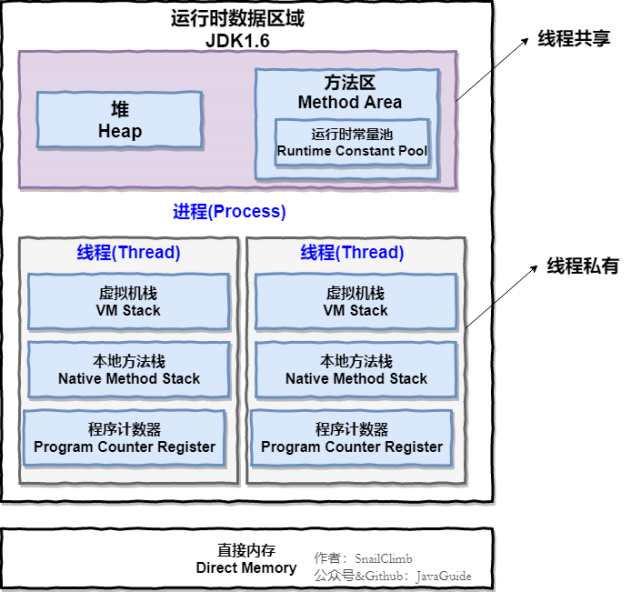 运行时数据区域
JDK1.6
线程共享
堆
Heap
方法区
Method Area
运行时常量池
Runtime Constant Pool
进程(Process)
线程(Thread)
虚拟机栈
VM Stack
本地方法栈
Native Method Stack
程序计数器
Program Counter Register
线程(Thread)
虚拟机栈
VM Stack
本地方法栈
Native Method Stack
程序计数器
Program Counter Register
线程私有
直接内存
Direct Memory
作者：SnailClimb
公众号&Github：JavaGuide